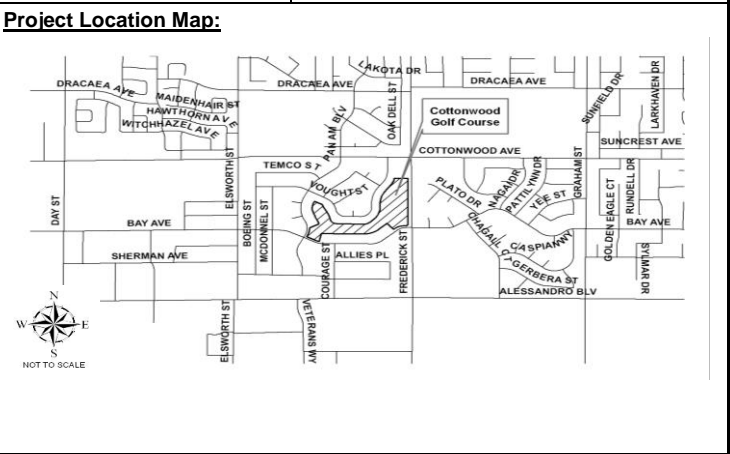 Project Location Map:
LAKOTA DR
DRACAEA AVE
DRACAEA AVE
DRACAEA AVE
MAIDENHAIR ST
HAWTHORN AVE
WITCHHAZEL AVE
PAN AM BLV
OAK DELL ST
Cottonwood
Golf Course
SUNFIELD DR
LARKHAVEN DR
SUNCREST AVE
COTTONWOOD AVE
TEMCO ST
ELSWORTH ST
VOUGHT ST
PLATO DR
NAGAI DR
PATTILYNN DR
YEE ST
GRAHAM ST
GOLDEN EAGLE CT
RUNDELL DR
DAY ST
BAY AVE
BOEING ST
MCDONNEL ST
BAY AVE
CHAGALL CT
CASPIAN WY
SHERMAN AVE
COURAGE ST
ALLIES PL
FREDERICK ST
GERBERA ST
SYLMAR DR
ALESSANDRO BLV
ELSWORTH ST
VETERANS WY
N
W
E
S
NOT TO SCALE